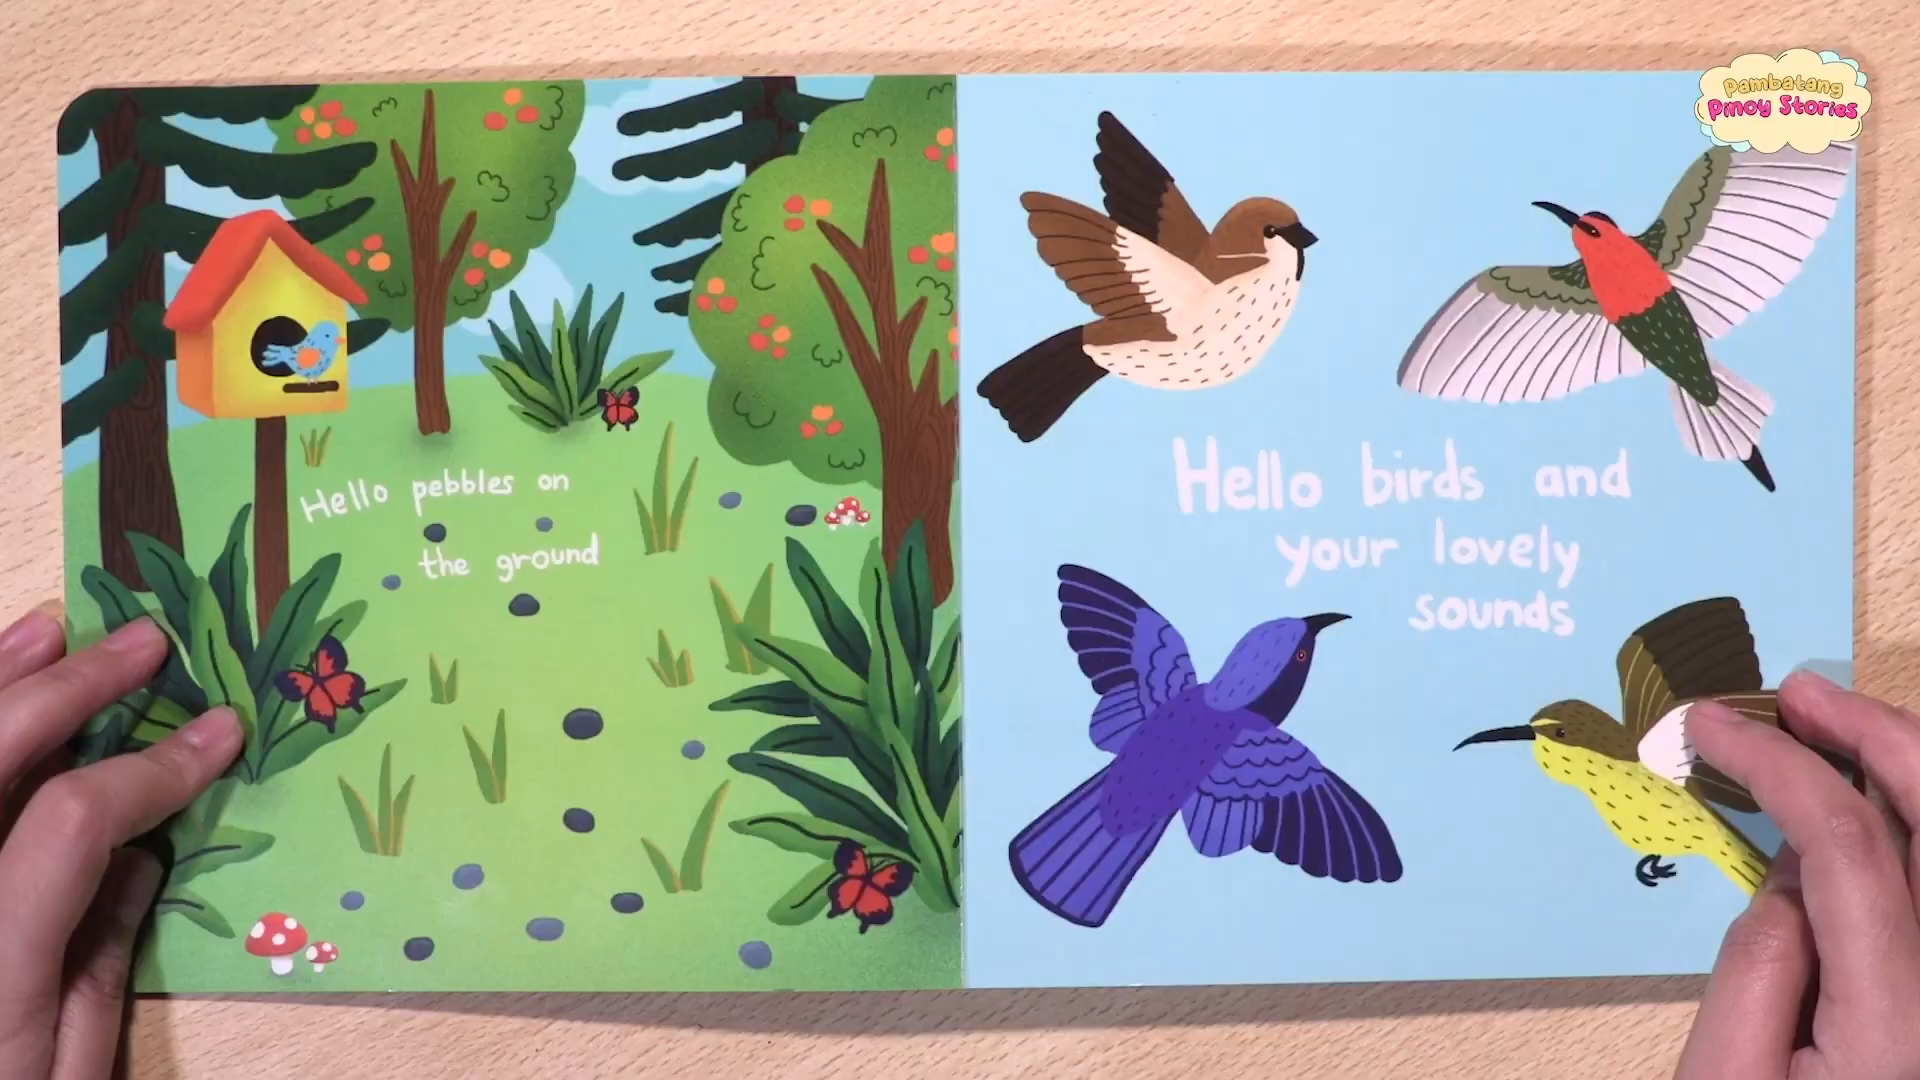 Hello pebbles on
the ground
Hello birds and
your lovely
sounds
Pambatang
Pinoy Stories